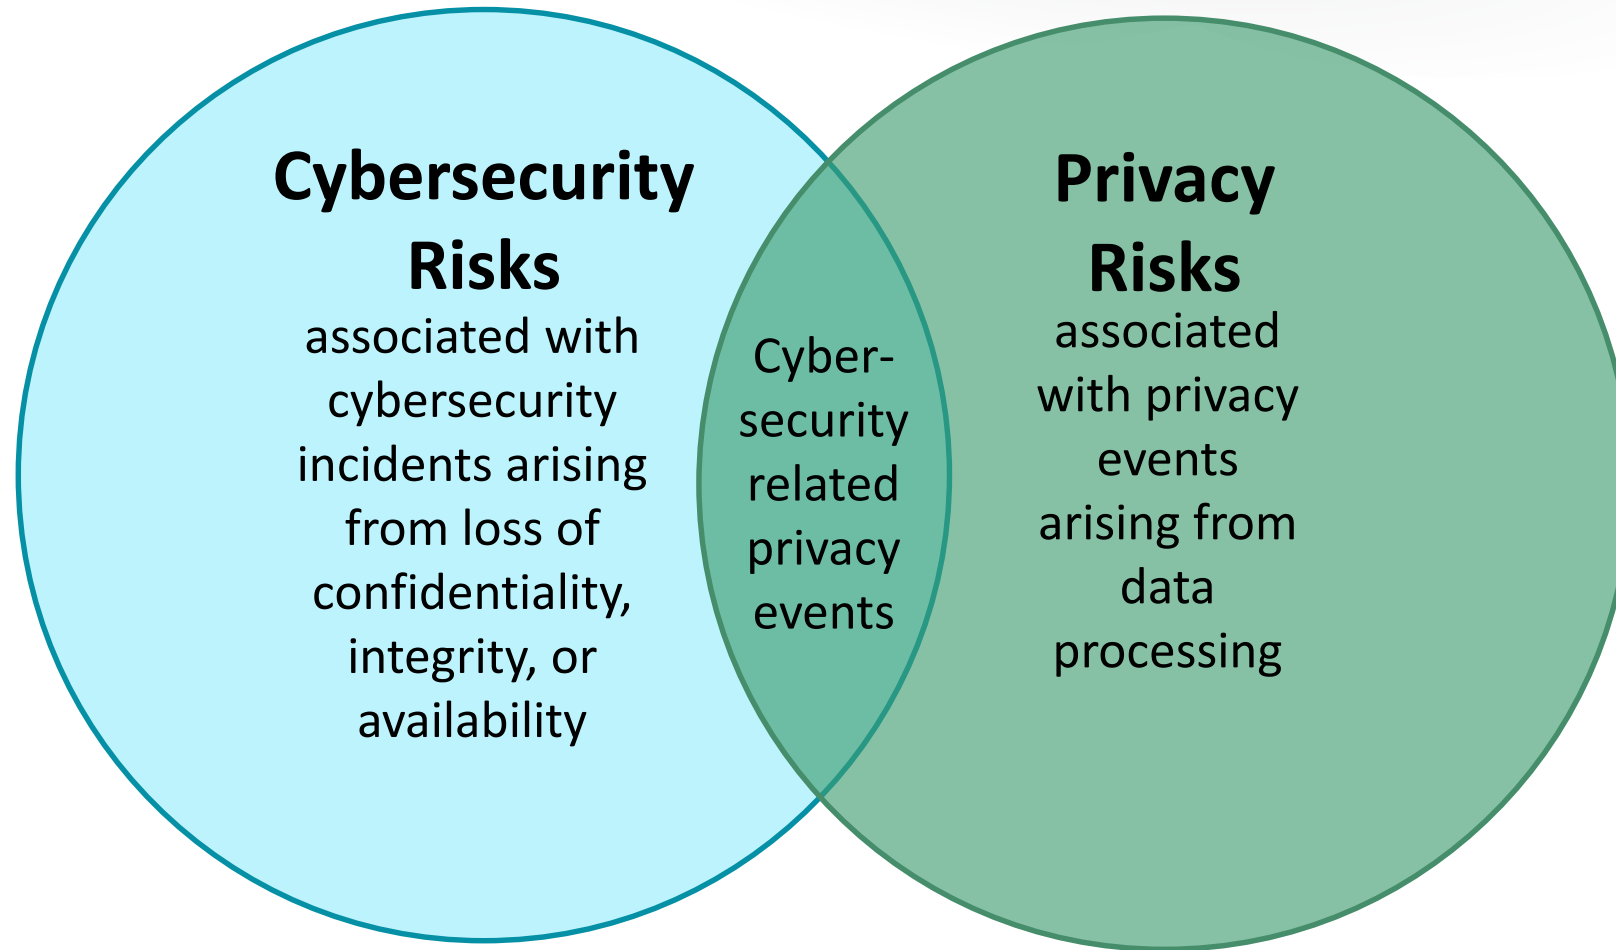 Cybersecurity
Risks
associated with
cybersecurity
incidents arising
from loss of
confidentiality,
integrity, or
availability
Cyber-
security
related
privacy
events
Privacy
Risks
associated
with privacy
events
arising from
data
processing